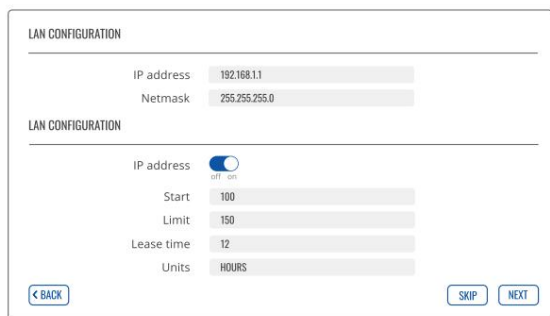 LAN CONFIGURATION
IP address 192.168.1.1
Netmask 255.255.255.0
LAN CONFIGURATION
IP address
off on
Start 100
Limit 150
Lease time 12
Units HOURS
< BACK SKIP NEXT